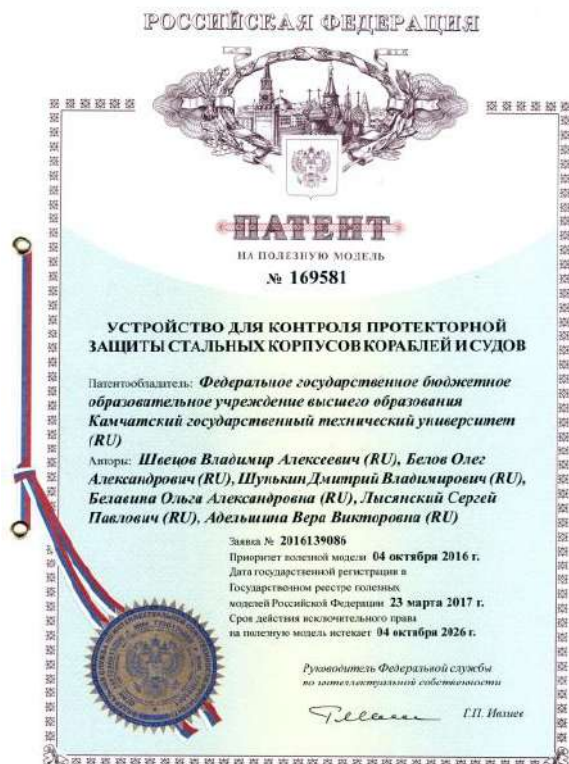 РОССИЙСКАЯ ФЕДЕРАЦИЯ
ПАТЕНТ
НА ПОЛЕЗНУЮ МОДЕЛЬ
№ 169581
УСТРОЙСТВО ДЛЯ КОНТРОЛЯ ПРОТЕКТОРНОЙ
ЗАЩИТЫ СТАЛЬНЫХ КОРПУСОВ КОРАБЛЕЙ И СУДОВ
Патентообладатель: Федеральное государственное бюджетное
образовательное учреждение высшего образования
Камчатский государственный технический университет
(RU)
Авторы: Швецов Владимир Алексеевич (RU), Белов Олег
Александрович (RU), Шунькин Дмитрий Владимирович (RU),
Белавина Ольга Александровна (RU), Лысянский Сергей
Павлович (RU), Адельшина Вера Викторовна (RU)
Заявка № 2016139086
Приоритет полезной модели 04 октября 2016 г.
Дата государственной регистрации в
Государственном реестре полезных
моделей Российской Федерации 23 марта 2017 г.
Срок действия исключительного права
на полезную модель истекает 04 октября 2026 г.
Руководитель Федеральной службы
по интеллектуальной собственности
Г.П. Ивлиев